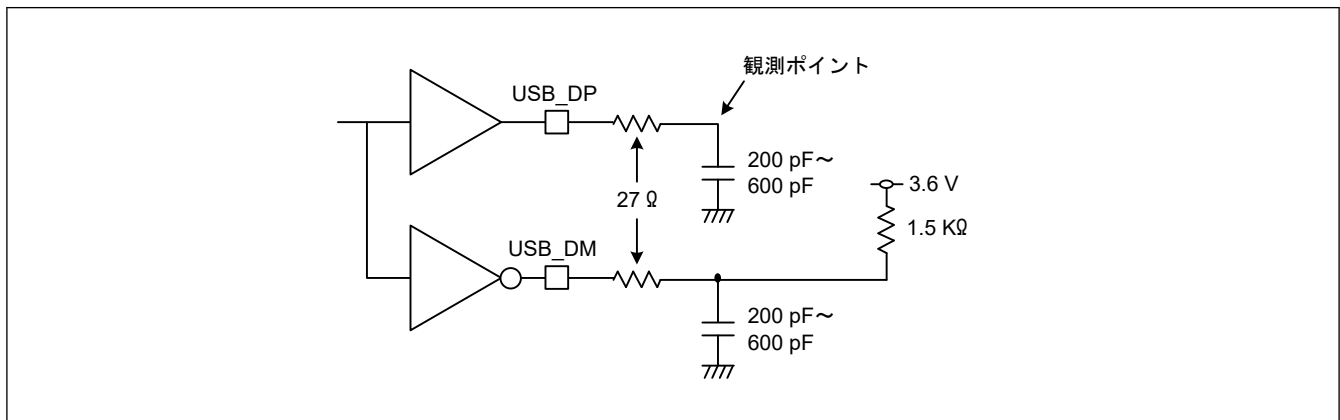 観測ポイント
USB_DP
200 pF～
600 pF
3.6 V
27 Ω
1.5 KΩ
USB_DM
200 pF～
600 pF